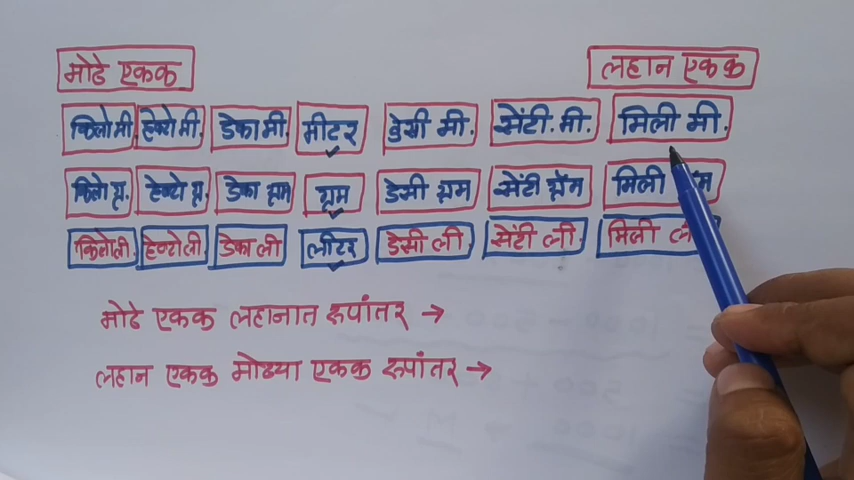 मोठे एकक लहान एकक
किलो मी. हेक्टो मी. डेका मी. मीटर डेसी मी. सेंटी. मी. मिली मी.
किलो ग्र. हेक्टो ग्र. डेका ग्रम ग्रम डेसी ग्रम सेंटी ग्रॅम मिली
किलो ली. हेक्टो ली. डेका ली लीटर डेसी ली. सेंटी ली. मिली
मोठे एकक लहानात रुपांतर →
लहान एकक मोठ्या एकक रुपांतर →